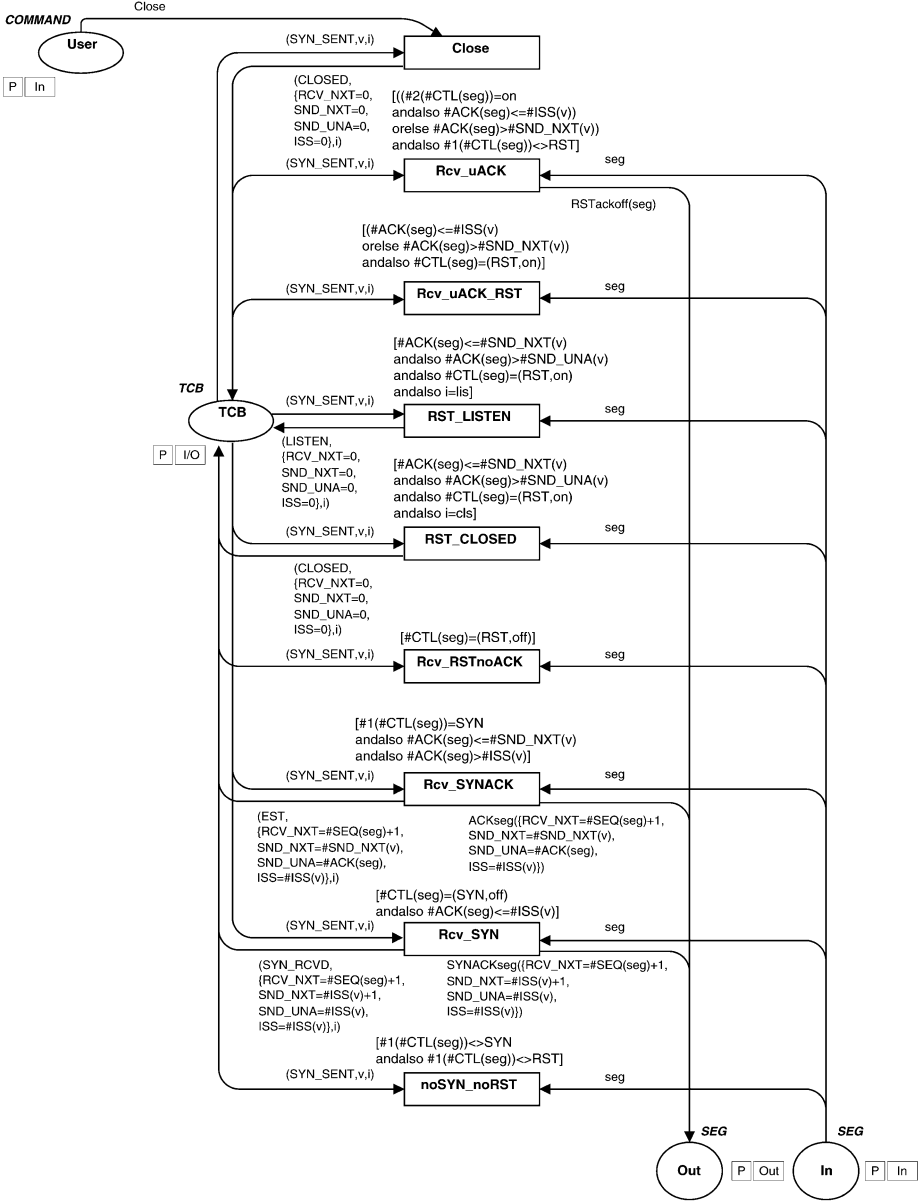 Close
COMMAND
User
P In
(SYN_SENT,v,i)
Close
(CLOSED,
{RCV_NXT=0,
SND_NXT=0,
SND_UNA=0,
ISS=0},i)
[((#2(#CTL(seg))=on
andalso #ACK(seg)<=#ISS(v))
orelse #ACK(seg)>#SND_NXT(v))
andalso #1(#CTL(seg))<>RST]
(SYN_SENT,v,i)
Rcv_uACK
seg
RSTackoff(seg)
[(#ACK(seg)<=#ISS(v)
orelse #ACK(seg)>#SND_NXT(v))
andalso #CTL(seg)=(RST,on)]
(SYN_SENT,v,i)
Rcv_uACK_RST
seg
[#ACK(seg)<=#SND_NXT(v)
andalso #ACK(seg)>#SND_UNA(v)
andalso #CTL(seg)=(RST,on)
andalso i=lis]
TCB
TCB
P I/O
(SYN_SENT,v,i)
RST_LISTEN
seg
(LISTEN,
{RCV_NXT=0,
SND_NXT=0,
SND_UNA=0,
ISS=0},i)
[#ACK(seg)<=#SND_NXT(v)
andalso #ACK(seg)>#SND_UNA(v)
andalso #CTL(seg)=(RST,on)
andalso i=cls]
(SYN_SENT,v,i)
RST_CLOSED
seg
(CLOSED,
{RCV_NXT=0,
SND_NXT=0,
SND_UNA=0,
ISS=0},i)
[#CTL(seg)=(RST,off)]
(SYN_SENT,v,i)
Rcv_RSTnoACK
seg
[#1(#CTL(seg))=SYN
andalso #ACK(seg)<=#SND_NXT(v)
andalso #ACK(seg)>#ISS(v)]
(SYN_SENT,v,i)
Rcv_SYNACK
seg
(EST,
{RCV_NXT=#SEQ(seg)+1,
SND_NXT=#SND_NXT(v),
SND_UNA=#ACK(seg),
ISS=#ISS(v)},i)
ACKseg({RCV_NXT=#SEQ(seg)+1,
SND_NXT=#SND_NXT(v),
SND_UNA=#ACK(seg),
ISS=#ISS(v)})
[#CTL(seg)=(SYN,off)
andalso #ACK(seg)<=#ISS(v)]
(SYN_SENT,v,i)
Rcv_SYN
seg
(SYN_RCVD,
{RCV_NXT=#SEQ(seg)+1,
SND_NXT=#ISS(v)+1,
SND_UNA=#ISS(v),
ISS=#ISS(v)},i)
SYNACKseg({RCV_NXT=#SEQ(seg)+1,
SND_NXT=#ISS(v)+1,
SND_UNA=#ISS(v),
ISS=#ISS(v)})
[#1(#CTL(seg))<>SYN
andalso #1(#CTL(seg))<>RST]
(SYN_SENT,v,i)
noSYN_noRST
seg
SEG
Out
P Out
SEG
In
P In